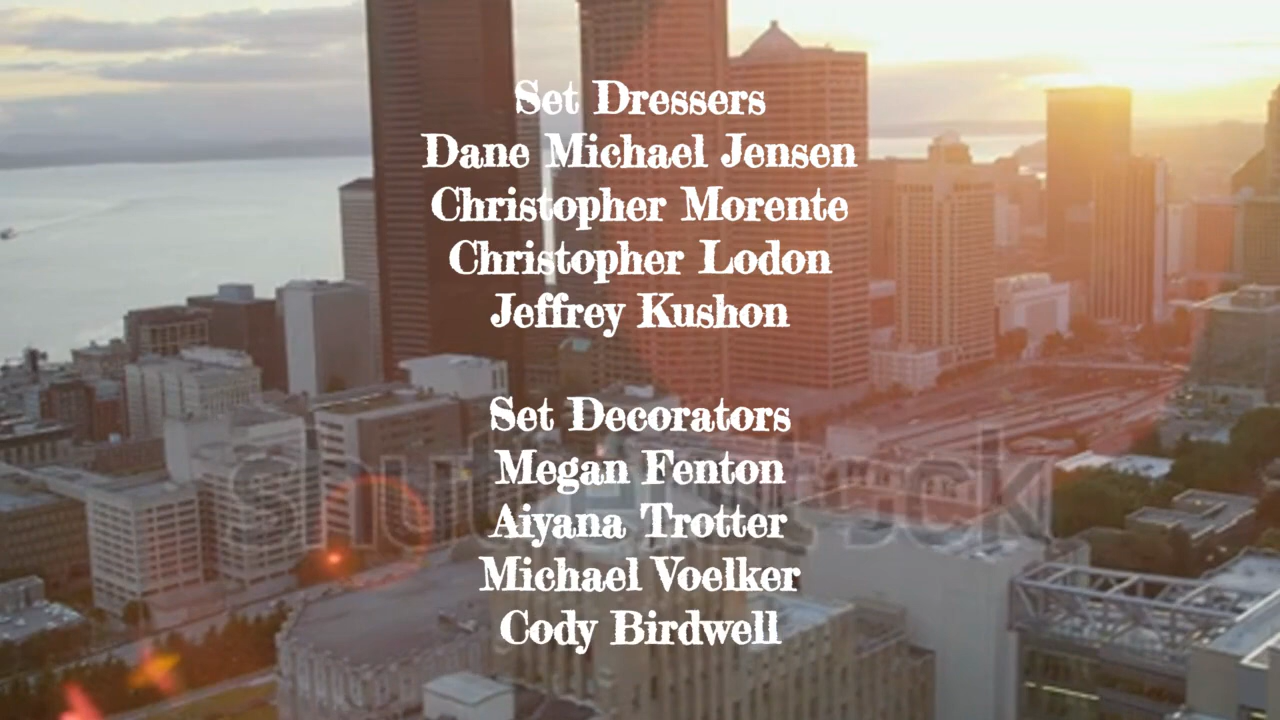 Set Dressers
Dane Michael Jensen
Christopher Morente
Christopher Lodon
Jeffrey Kushon
Set Decorators
shutterstock
Megan Fenton
Aiyana Trotter
Michael Voelker
Cody Birdwell